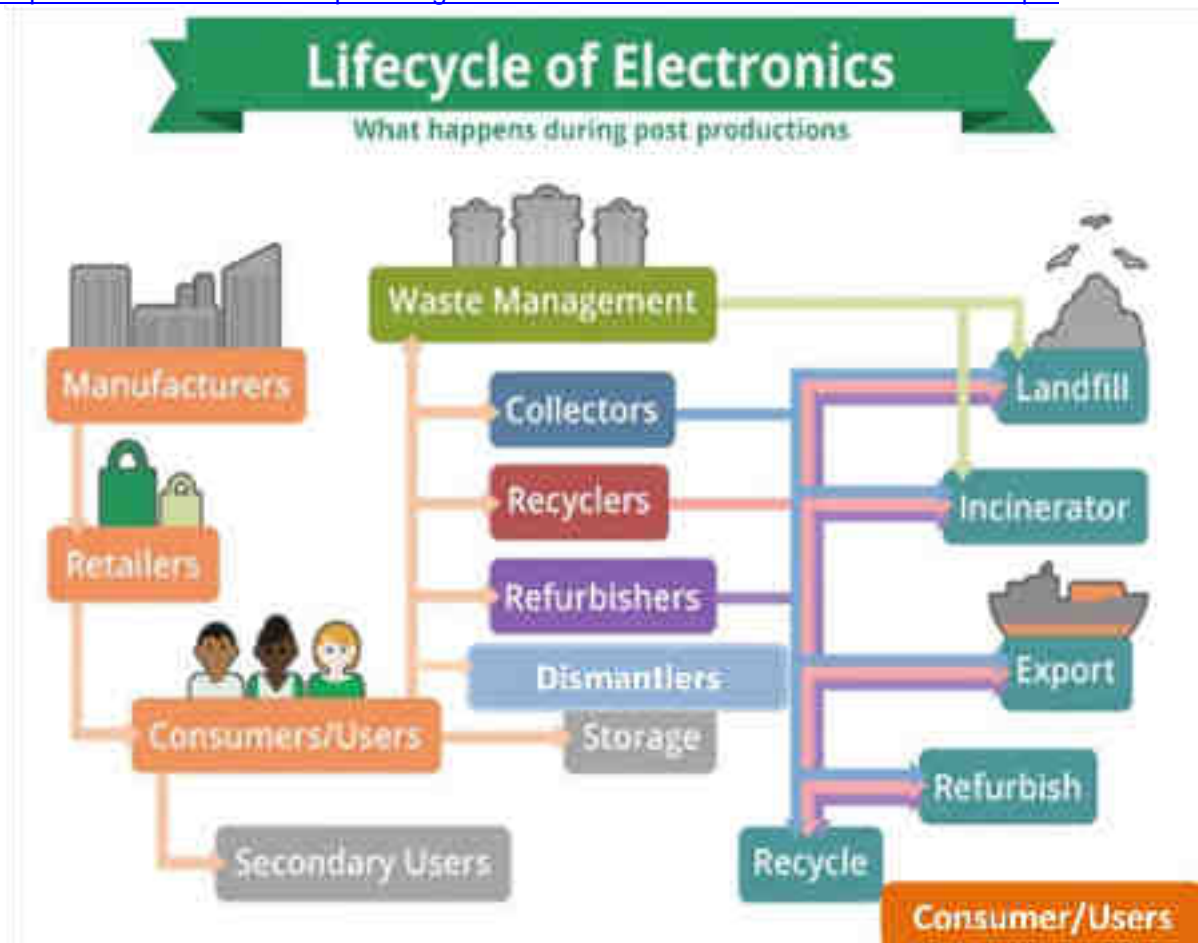 Lifecycle of Electronics
What happens during post productions
Waste Management
Manufacturers
Landfill
Collectors
Recyclers
Incinerator
Retailers
Refurbishers
Export
Dismantlers
Consumers/Users
Storage
Refurbish
Secondary Users
Recycle
Consumer/Users